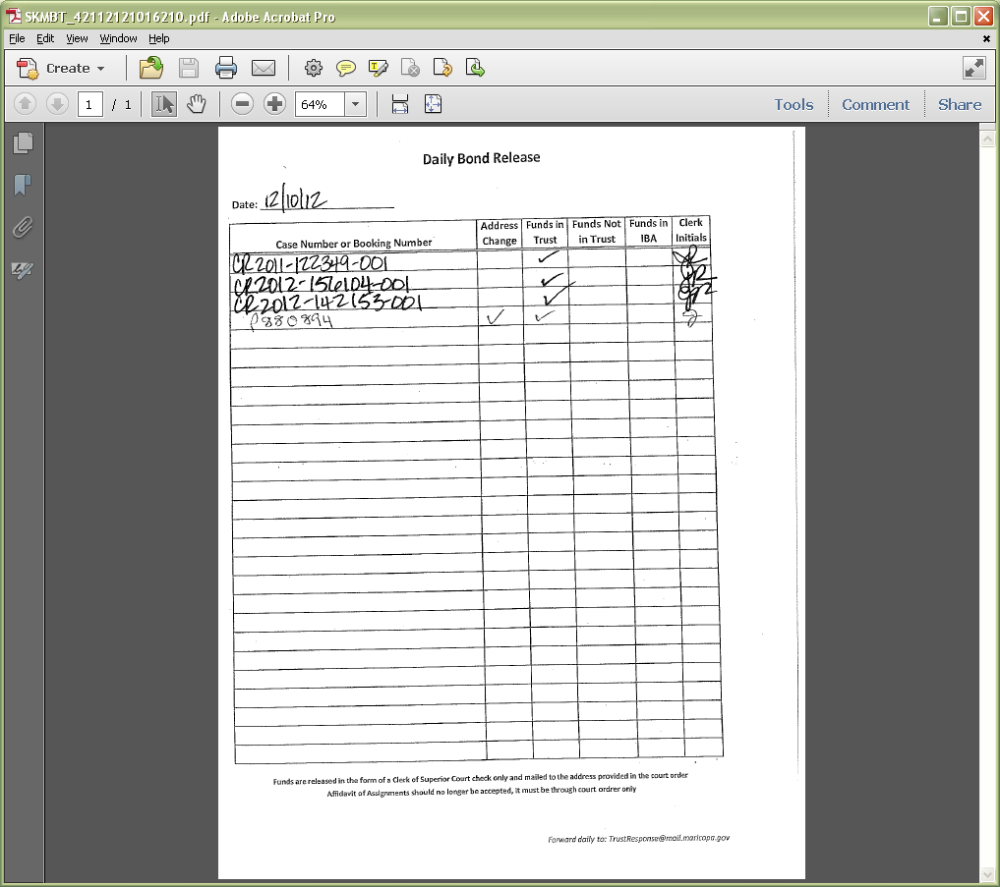 SKMBT_42112121016210.pdf - Adobe Acrobat Pro
File Edit View Window Help
Create
1 / 1 64% Tools Comment Share
Daily Bond Release
Date: 12/10/12
Case Number or Booking Number Address Change Funds in Trust Funds Not in Trust Funds in IBA Clerk Initials
CR2011-122349-001
CR2012-156104-001
CR2012-142153-001
P880894
Funds are released in the form of a Clerk of Superior Court check only and mailed to the address provided in the court order
Affidavit of Assignments should no longer be accepted, it must be through court ordrer only
Forward daily to: TrustResponse@mail.maricopa.gov